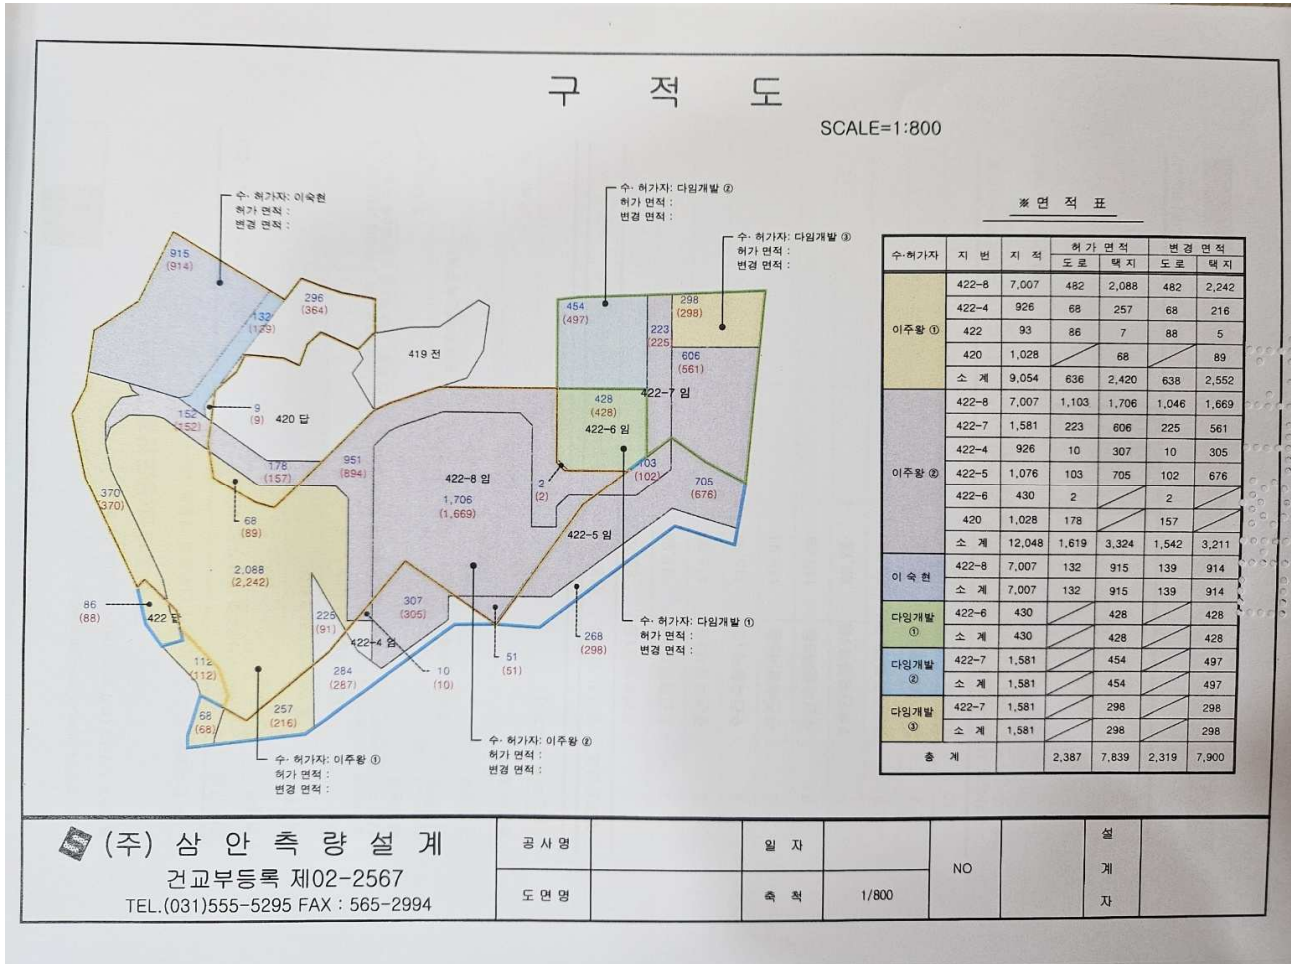 구 적 도
SCALE=1:800
수· 허가자: 이숙현
허가 면적 :
변경 면적 :
수· 허가자: 다임개발 ②
허가 면적 :
변경 면적 :
수· 허가자: 다임개발 ③
허가 면적 :
변경 면적 :
915
(914)
132
(139)
296
(364)
419 전
454
(497)
298
(298)
223
(225)
606
(561)
422-7 임
428
(428)
422-6 임
152
(152)
9
(9)
420 답
178
(157)
951
(894)
422-8 임
1,706
(1,669)
2
(2)
103
(102)
705
(676)
370
(370)
68
(89)
422-5 임
2,088
(2,242)
86
(88)
422 답
225
(91)
307
(305)
422-4 임
268
(298)
수· 허가자: 다임개발 ①
허가 면적 :
변경 면적 :
112
(112)
284
(287)
10
(10)
51
(51)
68
(68)
257
(216)
수· 허가자: 이주왕 ①
허가 면적 :
변경 면적 :
수· 허가자: 이주왕 ②
허가 면적 :
변경 면적 :
※ 면 적 표
수·허가자 지 번 지 적 허 가 면적 변 경 면 적
도로 택지 도로 택지
이주왕 ①
422-8 7,007 482 2,088 482 2,242
422-4 926 68 257 68 216
422 93 86 7 88 5
420 1,028 68 89
소 계 9,054 636 2,420 638 2,552
이주왕 ②
422-8 7,007 1,103 1,706 1,046 1,669
422-7 1,581 223 606 225 561
422-4 926 10 307 10 305
422-5 1,076 103 705 102 676
422-6 430 2 2
420 1,028 178 157
소 계 12,048 1,619 3,324 1,542 3,211
이 숙 현
422-8 7,007 132 915 139 914
소 계 7,007 132 915 139 914
다임개발 ①
422-6 430 428 428
소 계 430 428 428
다임개발 ②
422-7 1,581 454 497
소 계 1,581 454 497
다임개발 ③
422-7 1,581 298 298
소 계 1,581 298 298
총 계 2,387 7,839 2,319 7,900
(주) 삼 안 측 량 설 계
건교부등록 제02-2567
TEL.(031)555-5295 FAX : 565-2994
공 사 명
도 면 명
일 자
축 척 1/800
NO
설 계 자